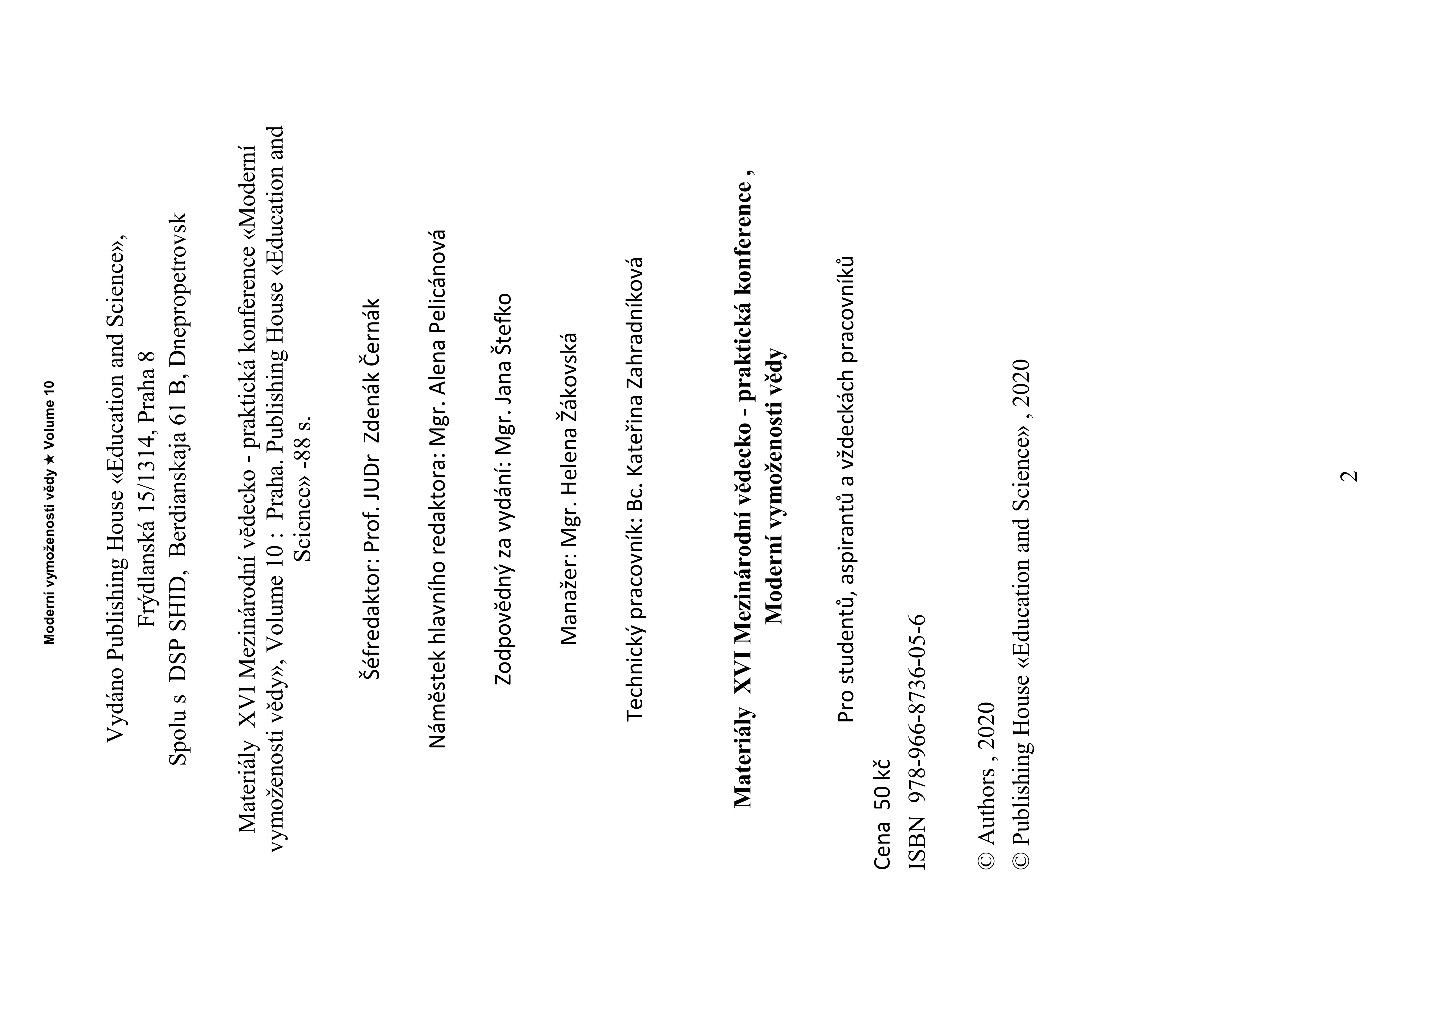 Moderní vymoženosti vědy ★ Volume 10
Vydáno Publishing House «Education and Science»,
Frýdlanská 15/1314, Praha 8
Spolu s DSP SHID, Berdianskaja 61 B, Dnepropetrovsk
Materiály XVI Mezinárodní vědecko - praktická konference «Moderní
vymoženosti vědy», Volume 10 : Praha. Publishing House «Education and
Science» -88 s.
Šéfredaktor: Prof. JUDr Zdenák Černák
Náměstek hlavního redaktora: Mgr. Alena Pelicánová
Zodpovědný za vydání: Mgr. Jana Štefko
Manažer: Mgr. Helena Žákovská
Technický pracovník: Bc. Kateřina Zahradníková
Materiály XVI Mezinárodní vědecko - praktická konference ,
Moderní vymoženosti vědy
Pro studentů, aspirantů a vždeckách pracovníků
Cena 50 kč
ISBN 978-966-8736-05-6
© Authors , 2020
© Publishing House «Education and Science» , 2020
2